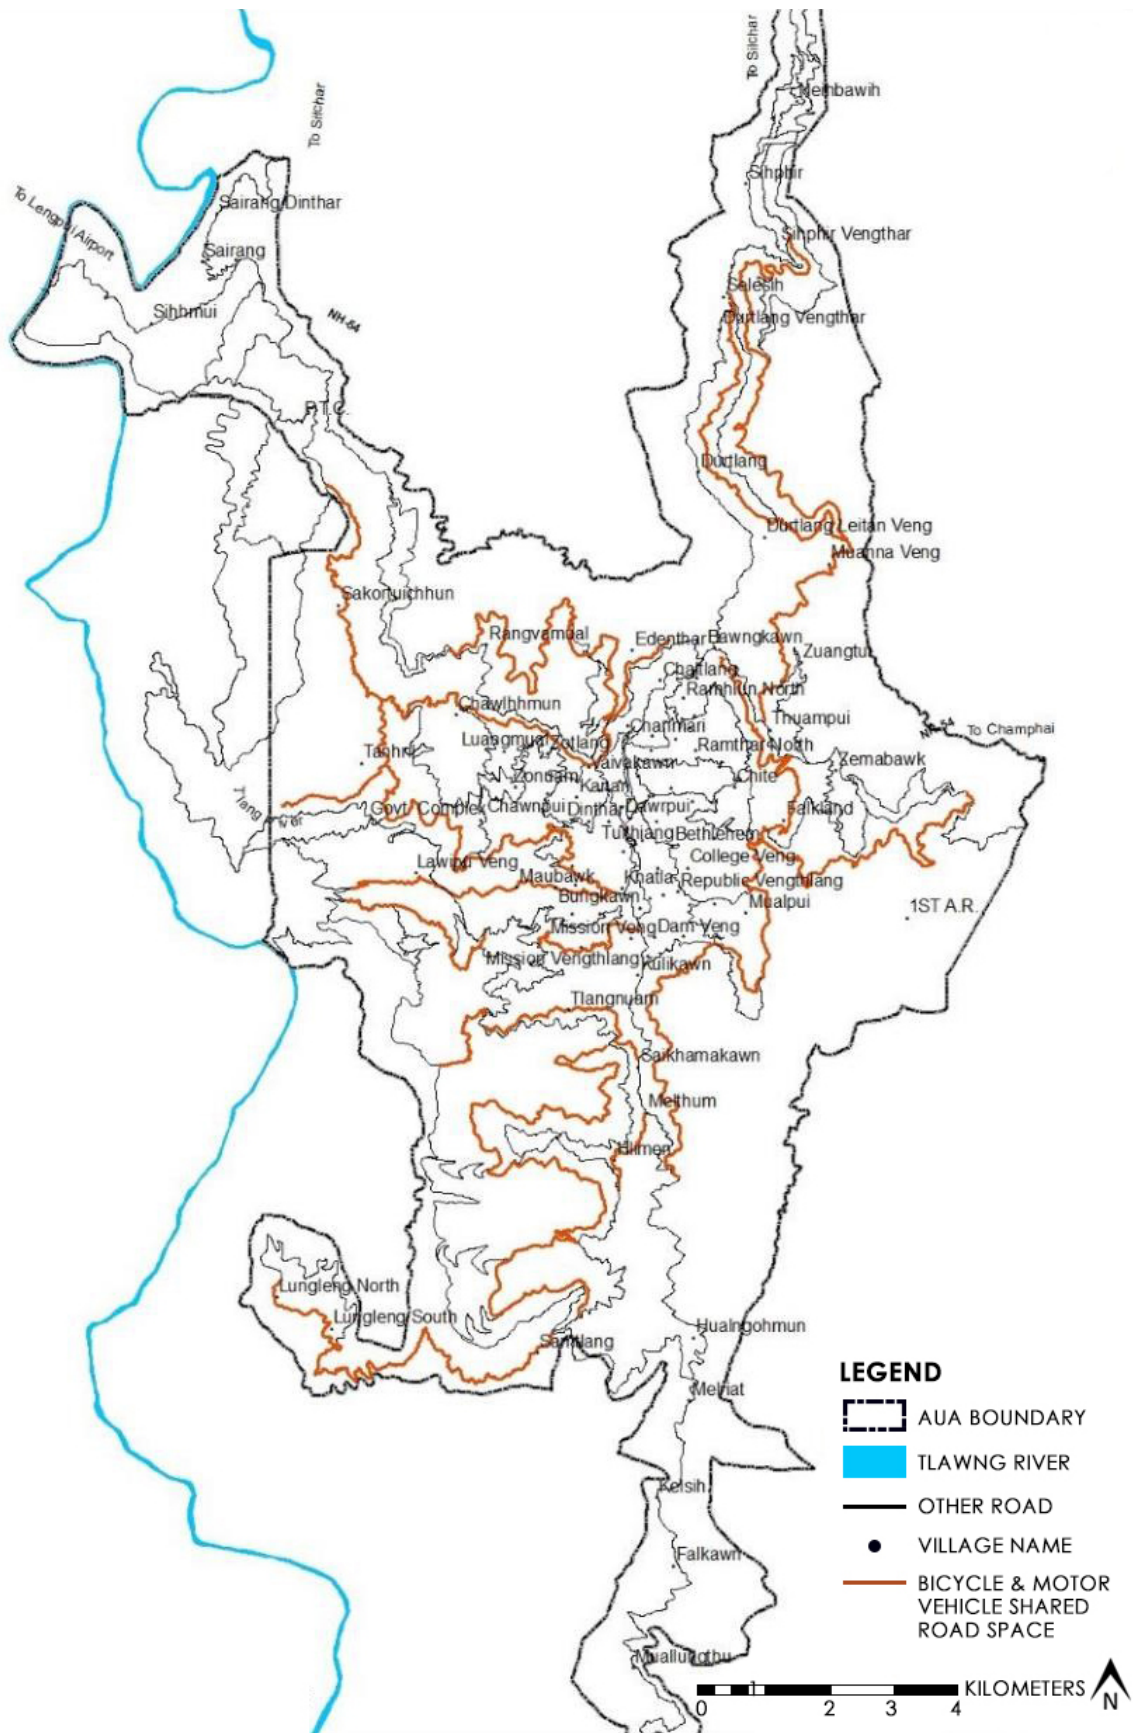 To Silchar
Neihbawih
To Silchar
Sihphir
To Lengpui Airport
Sairang Dinthar
Sihphir Vengthar
Sairang
Selesih
Sihhmui
NH-54
Durtlang Vengthar
P.T.C.
Durtlang
Durtlang Leitan Veng
Muanna Veng
Sakortuichhun
Rangvamual
Edenthar
Bawngkawn
Zuangtui
Chaltlang
Ramhlun North
Chawlhhmun
Thuampui
Chanmari
To Champhai
Luangmual
Zotlang
Ramthar North
Tanhril
Vaivakawn
Zemabawk
Zonuam
Kanan
Chite
Tlang River
Govt. Complex
Chawnpui
Dinthar
Dawrpui
Falkland
Tuithiang
Bethlehem
Lawipu Veng
College Veng
Maubawk
Khatla
Republic Vengthlang
Bungkawn
Mualpui
1ST A.R.
Mission Veng
Dam Veng
Mission Vengthlang
Kulikawn
Tlangnuam
Saikhamakawn
Melthum
Hlimen
Lungleng North
Lungleng South
Hualngohmun
Samtlang
Melriat
Kelsih
Falkawn
Muallungthu
LEGEND
AUA BOUNDARY
TLAWNG RIVER
OTHER ROAD
VILLAGE NAME
BICYCLE & MOTOR
VEHICLE SHARED
ROAD SPACE
0 1 2 3 4 KILOMETERS
N